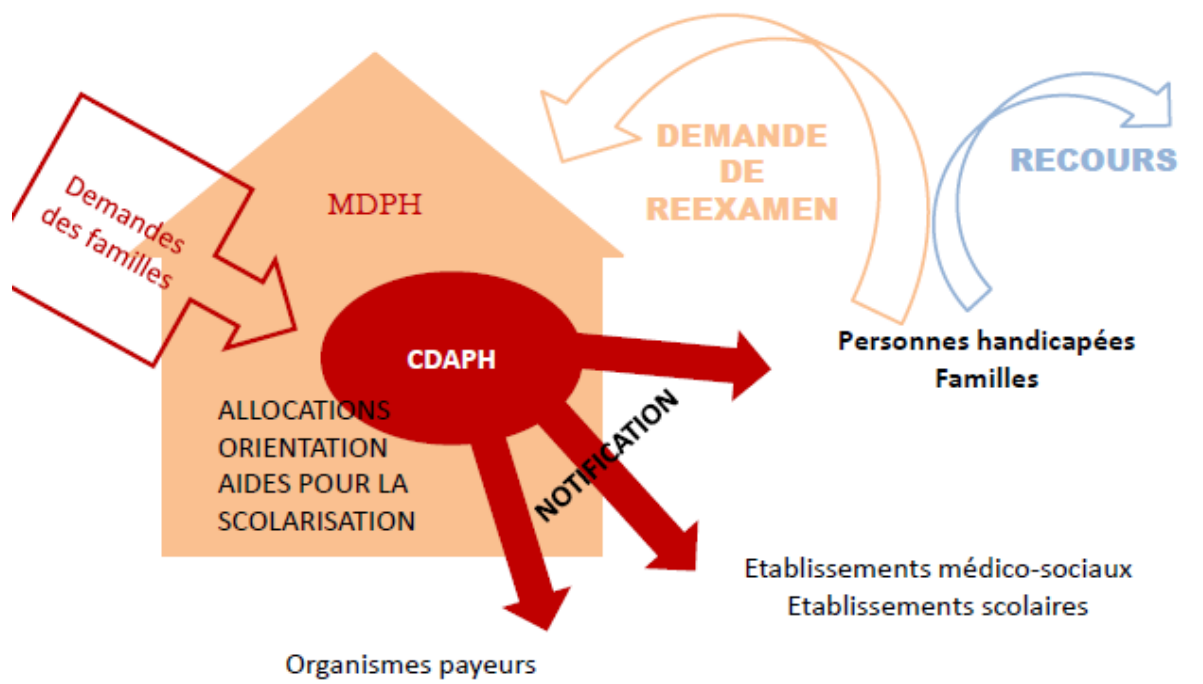 Demandes
des familles
MDPH
DEMANDE
DE
REEXAMEN
RECOURS
CDAPH
Personnes handicapées
Familles
ALLOCATIONS
ORIENTATION
AIDES POUR LA
SCOLARISATION
NOTIFICATION
Etablissements médico-sociaux
Etablissements scolaires
Organismes payeurs